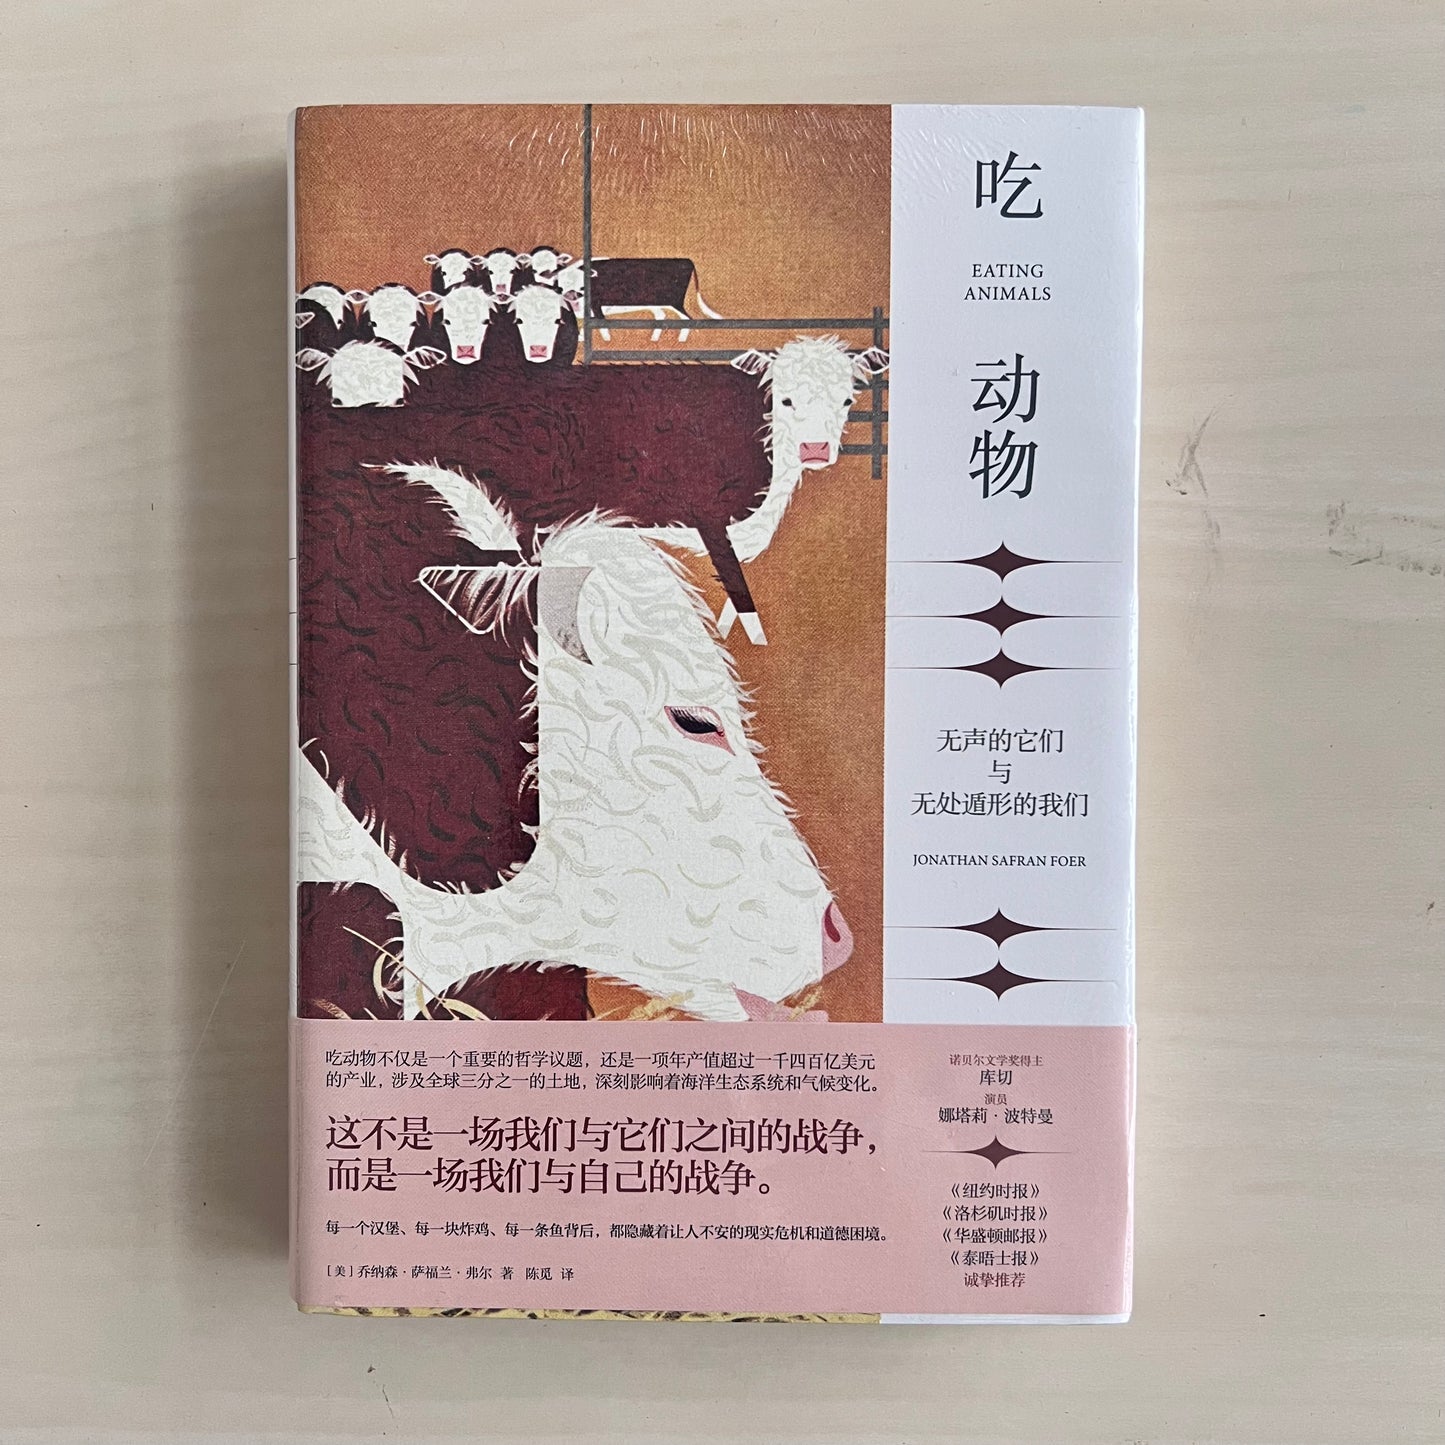 吃
EATING
ANIMALS
动
物
无声的它们
与
无处遁形的我们
JONATHAN SAFRAN FOER
吃动物不仅是一个重要的哲学议题，还是一项年产值超过一千四百亿美元
的产业，涉及全球三分之一的土地，深刻影响着海洋生态系统和气候变化。
这不是一场我们与它们之间的战争，
而是一场我们与自己的战争。
每一个汉堡、每一块炸鸡、每一条鱼背后，都隐藏着让人不安的现实危机和道德困境。
［美］乔纳森·萨福兰·弗尔 著 陈觅 译
诺贝尔文学奖得主
库切
演员
娜塔莉·波特曼
《纽约时报》
《洛杉矶时报》
《华盛顿邮报》
《泰晤士报》
诚挚推荐